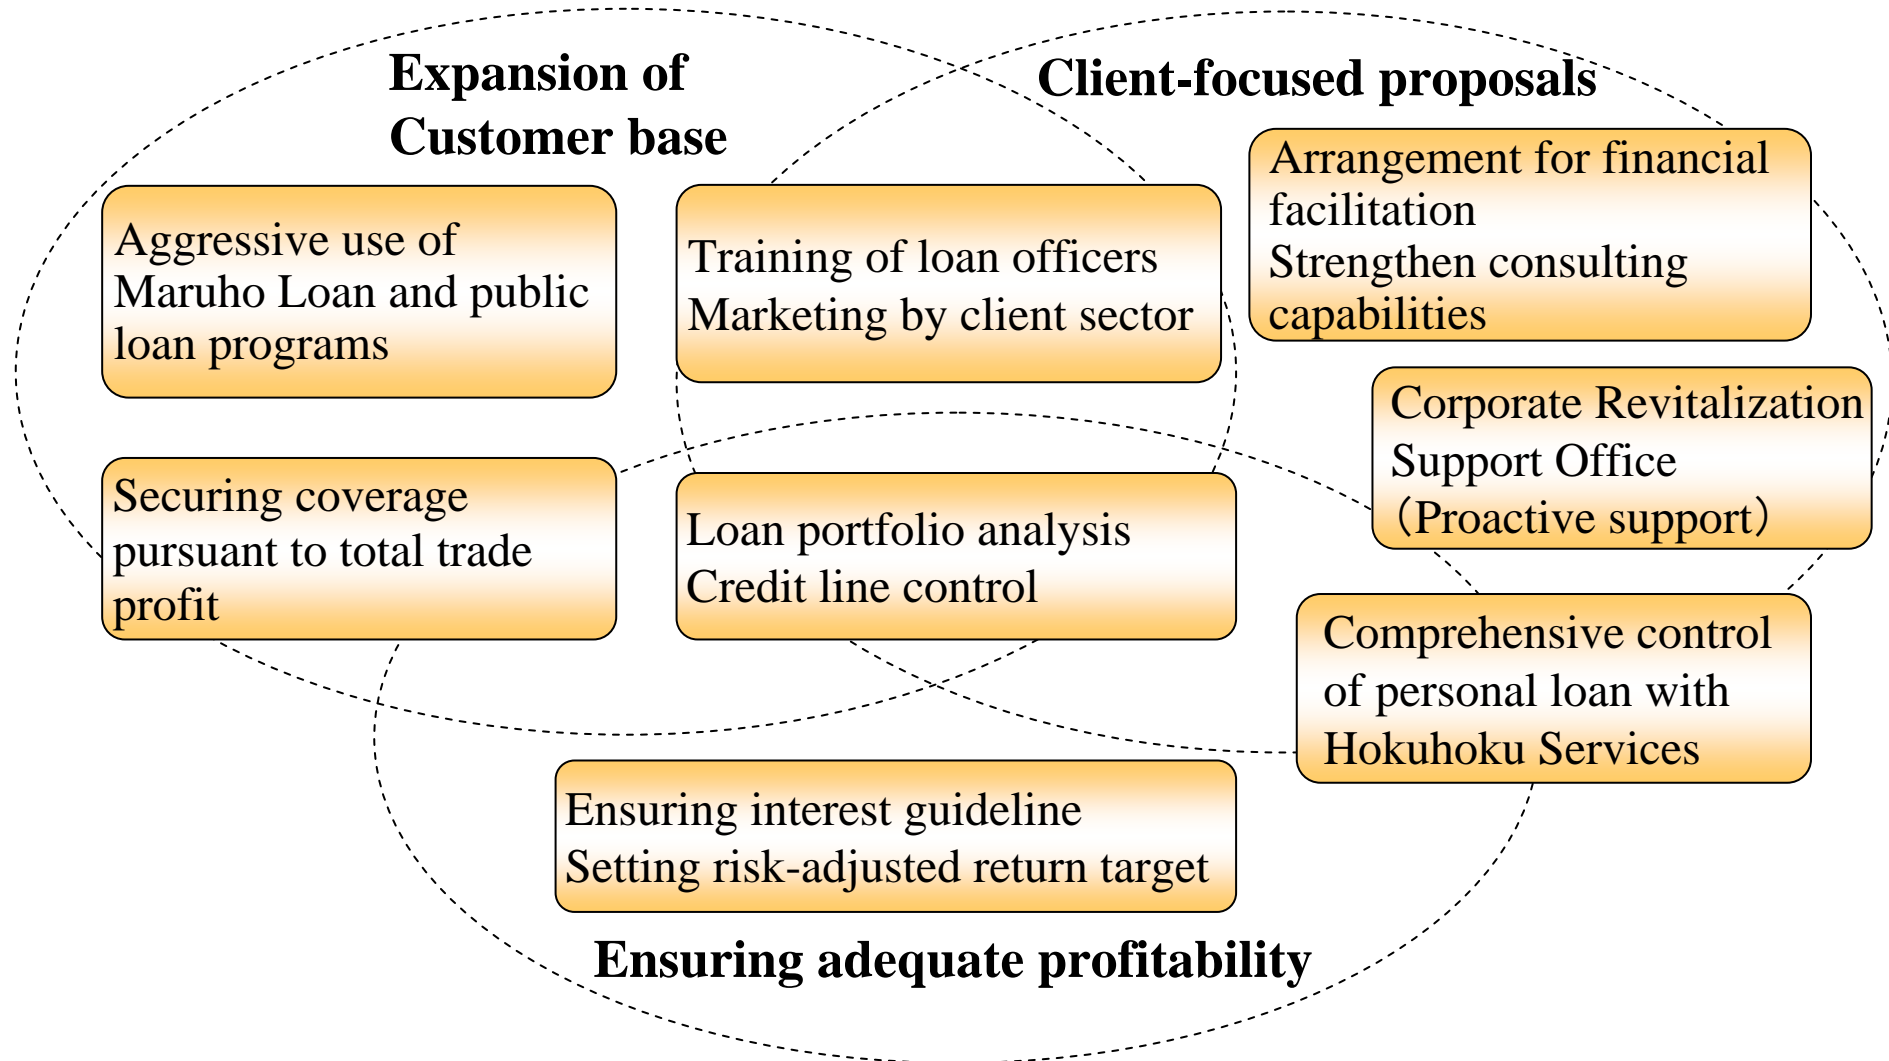 Expansion of
Customer base
Client-focused proposals
Arrangement for financial
facilitation
Strengthen consulting
capabilities
Aggressive use of
Maruho Loan and public
loan programs
Training of loan officers
Marketing by client sector
Corporate Revitalization
Support Office
（Proactive support）
Securing coverage
pursuant to total trade
profit
Loan portfolio analysis
Credit line control
Comprehensive control
of personal loan with
Hokuhoku Services
Ensuring interest guideline
Setting risk-adjusted return target
Ensuring adequate profitability